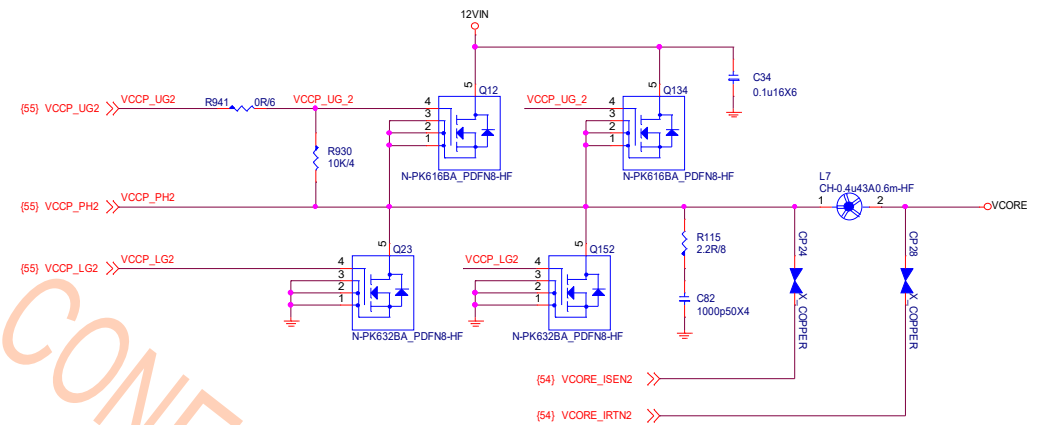 12VIN
C34
0.1u16X6
{55} VCCP_UG2
VCCP_UG2
R941
0R/6
VCCP_UG_2
R930
10K/4
5
Q12
4
3
2
1
N-PK616BA_PDFN8-HF
VCCP_UG_2
5
Q134
4
3
2
1
N-PK616BA_PDFN8-HF
{55} VCCP_PH2
VCCP_PH2
L7
CH-0.4u43A0.6m-HF
1
2
VCORE
{55} VCCP_LG2
VCCP_LG2
5
Q23
4
3
2
1
N-PK632BA_PDFN8-HF
VCCP_LG2
5
Q152
4
3
2
1
N-PK632BA_PDFN8-HF
R115
2.2R/8
C82
1000p50X4
CP24
X_COPPER
CP28
X_COPPER
{54} VCORE_ISEN2
{54} VCORE_IRTN2